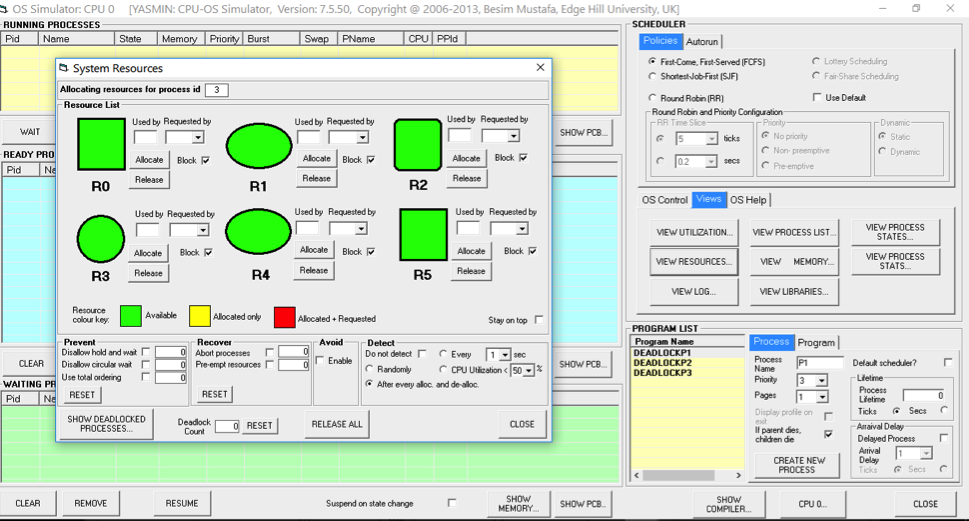 OS Simulator: CPU 0 [YASMIN: CPU-OS Simulator, Version: 7.5.50, Copyright @ 2006-2013, Besim Mustafa, Edge Hill University, UK]
RUNNING PROCESSES
Pid Name State Memory Priority Burst Swap PName CPU PPId
WAIT
SHOW PCB...
READY PRO
Pid Na
CLEAR
SHOW PCB...
WAITING PR
Pid Na
System Resources
Allocating resources for process id 3
Resource List
Used by Requested by
Allocate Block
Release
R0
Used by Requested by
Allocate Block
Release
R1
Used by Requested by
Allocate Block
Release
R2
Used by Requested by
Allocate Block
Release
R3
Used by Requested by
Allocate Block
Release
R4
Used by Requested by
Allocate Block
Release
R5
Resource colour key: Available Allocated only Allocated + Requested
Stay on top
Prevent
Disallow hold and wait 0
Disallow circular wait 0
Use total ordering 0
RESET
Recover
Abort processes 0
Pre-empt resources 0
RESET
Avoid
Enable
Detect
Do not detect Every 1 sec
Randomly CPU Utilization < 50 %
After every alloc. and de-alloc.
SHOW DEADLOCKED PROCESSES...
Deadlock Count 0 RESET
RELEASE ALL
CLOSE
CLEAR REMOVE RESUME
Suspend on state change
SHOW MEMORY...
SHOW PCB...
SCHEDULER
Policies Autorun
First-Come, First-Served (FCFS) Lottery Scheduling
Shortest-Job-First (SJF) Fair-Share Scheduling
Round Robin (RR) Use Default
Round Robin and Priority Configuration
RR Time Slice
5 ticks
0.2 secs
Priority
No priority
Non- preemptive
Pre-emptive
Dynamic
Static
Dynamic
OS Control Views OS Help
VIEW UTILIZATION... VIEW PROCESS LIST... VIEW PROCESS STATES...
VIEW RESOURCES... VIEW MEMORY... VIEW PROCESS STATS...
VIEW LOG... VIEW LIBRARIES...
PROGRAM LIST
Program Name
DEADLOCKP1
DEADLOCKP2
DEADLOCKP3
Process Program
Process Name P1
Priority 3
Pages 1
Display profile on exit
If parent dies, children die
CREATE NEW PROCESS
Default scheduler?
Lifetime
Process Lifetime 0
Ticks Secs
Arraival Delay
Delayed Process
Arrival Delay 1
Ticks Secs
SHOW COMPILER...
CPU 0...
CLOSE